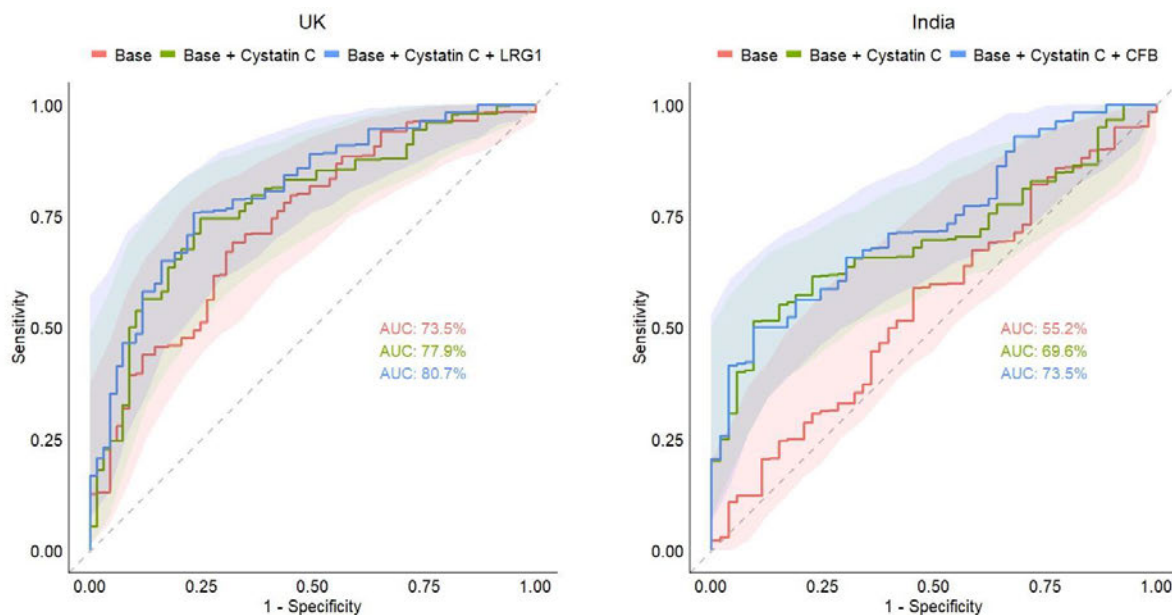 UK
Base Base + Cystatin C Base + Cystatin C + LRG1
1.00
0.75
0.50
0.25
0.00
Sensitivity
AUC: 73.5%
AUC: 77.9%
AUC: 80.7%
0.00 0.25 0.50 0.75 1.00
1 - Specificity
India
Base Base + Cystatin C Base + Cystatin C + CFB
1.00
0.75
0.50
0.25
0.00
Sensitivity
AUC: 55.2%
AUC: 69.6%
AUC: 73.5%
0.00 0.25 0.50 0.75 1.00
1 - Specificity